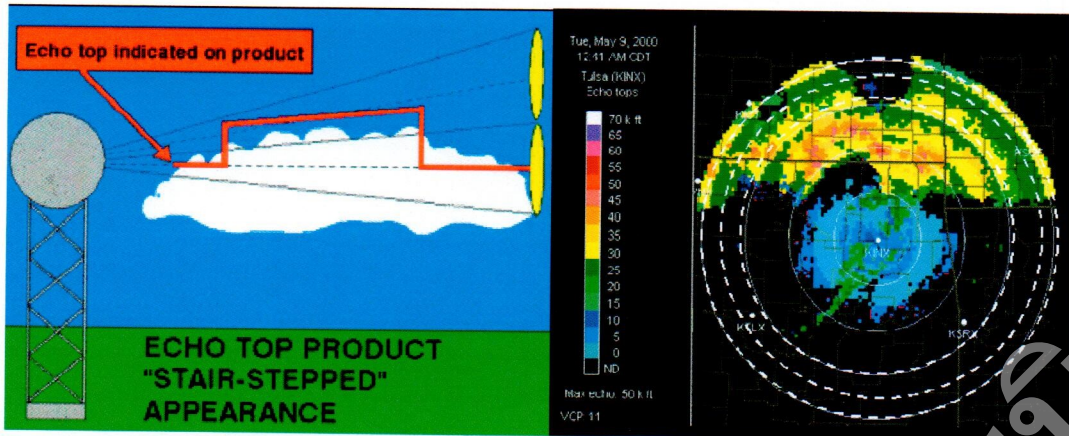 Echo top indicated on product
ECHO TOP PRODUCT
"STAIR-STEPPED"
APPEARANCE
Tue, May 9, 2000
12:41 AM CDT
Tulsa (KINX)
Echo tops
70 k ft
65
60
55
50
45
40
35
30
25
20
15
10
5
0
ND
Max echo: 50 k ft
VCP: 11
KINX
KSRX